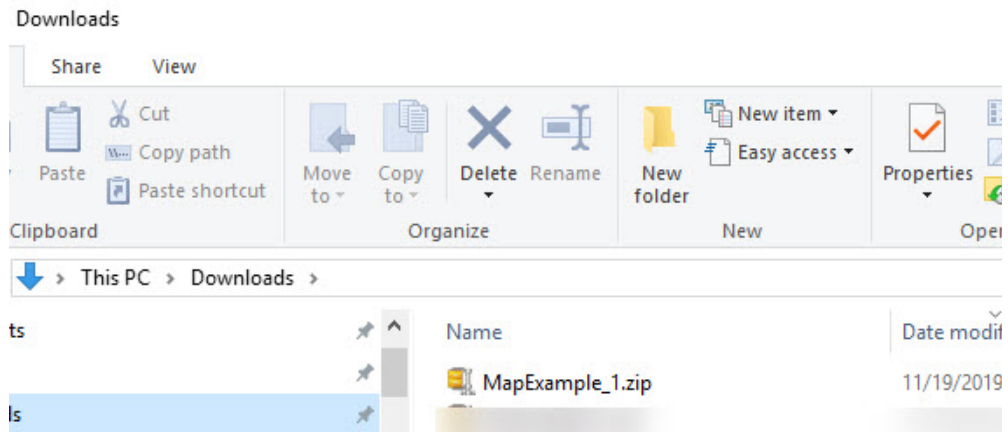 Downloads
Share View
Cut
Copy path
Paste shortcut
Paste
Move to
Copy to
Delete
Rename
New folder
New item
Easy access
Properties
Clipboard Organize New Oper
This PC > Downloads >
ts
Name Date modif
MapExample_1.zip 11/19/2019
ls